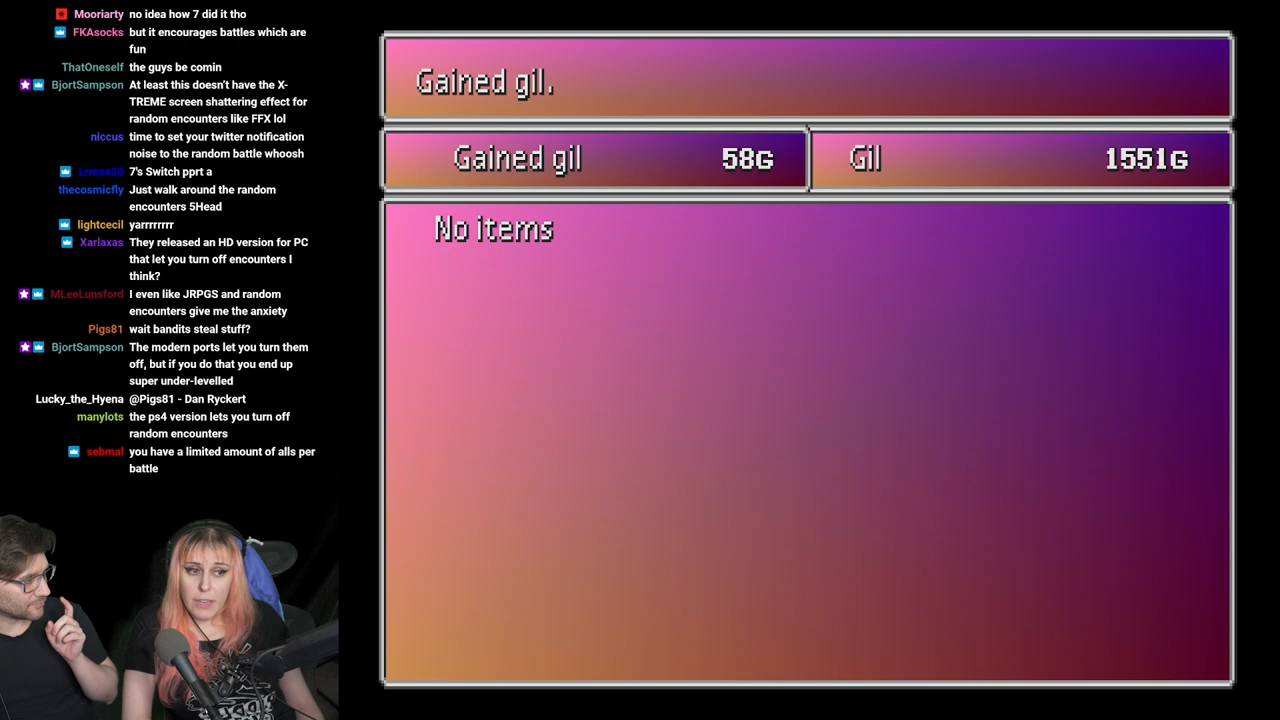 Mooriarty no idea how 7 did it tho
FKAsocks but it encourages battles which are
fun
ThatOneself the guys be comin
BjortSampson At least this doesn't have the X-
TREME screen shattering effect for
random encounters like FFX lol
niccus time to set your twitter notification
noise to the random battle whoosh
7's Switch pprt a
thecosmicfly Just walk around the random
encounters 5Head
lightcecil yarrrrrrrr
Xarlaxas They released an HD version for PC
that let you turn off encounters I
think?
MLeeLunsford I even like JRPGS and random
encounters give me the anxiety
Pigs81 wait bandits steal stuff?
BjortSampson The modern ports let you turn them
off, but if you do that you end up
super under-levelled
Lucky_the_Hyena @Pigs81 - Dan Ryckert
manylots the ps4 version lets you turn off
random encounters
sebmal you have a limited amount of alls per
battle
Gained gil.
Gained gil 58G Gil 1551G
No items